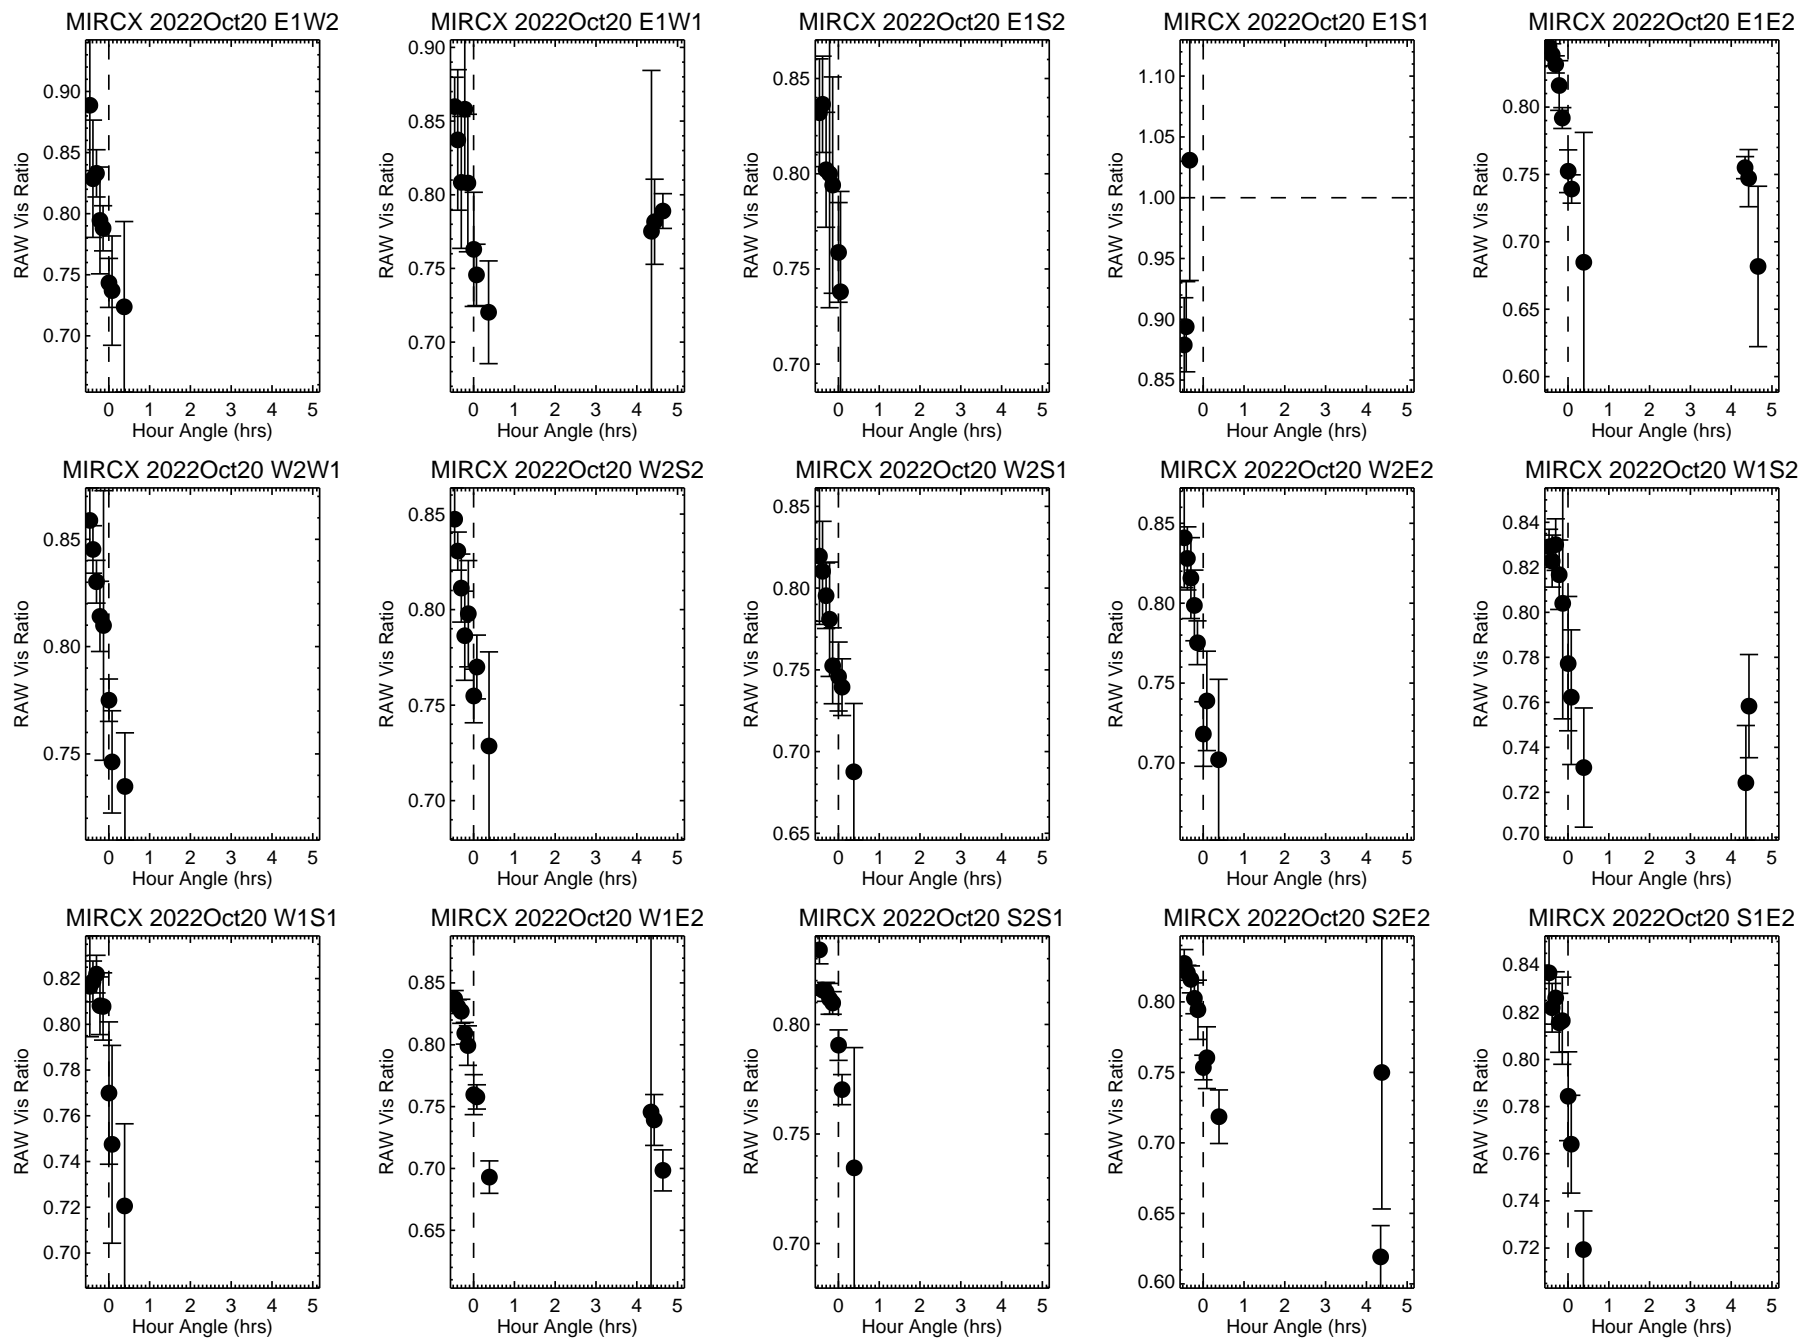 MIRCX 2022Oct20 E1W2
RAW Vis Ratio
0.90
0.85
0.80
0.75
0.70
0 1 2 3 4 5
Hour Angle (hrs)
MIRCX 2022Oct20 E1W1
RAW Vis Ratio
0.90
0.85
0.80
0.75
0.70
0 1 2 3 4 5
Hour Angle (hrs)
MIRCX 2022Oct20 E1S2
RAW Vis Ratio
0.85
0.80
0.75
0.70
0 1 2 3 4 5
Hour Angle (hrs)
MIRCX 2022Oct20 E1S1
RAW Vis Ratio
1.10
1.05
1.00
0.95
0.90
0.85
0 1 2 3 4 5
Hour Angle (hrs)
MIRCX 2022Oct20 E1E2
RAW Vis Ratio
0.80
0.75
0.70
0.65
0.60
0 1 2 3 4 5
Hour Angle (hrs)
MIRCX 2022Oct20 W2W1
RAW Vis Ratio
0.85
0.80
0.75
0 1 2 3 4 5
Hour Angle (hrs)
MIRCX 2022Oct20 W2S2
RAW Vis Ratio
0.85
0.80
0.75
0.70
0 1 2 3 4 5
Hour Angle (hrs)
MIRCX 2022Oct20 W2S1
RAW Vis Ratio
0.85
0.80
0.75
0.70
0.65
0 1 2 3 4 5
Hour Angle (hrs)
MIRCX 2022Oct20 W2E2
RAW Vis Ratio
0.85
0.80
0.75
0.70
0 1 2 3 4 5
Hour Angle (hrs)
MIRCX 2022Oct20 W1S2
RAW Vis Ratio
0.84
0.82
0.80
0.78
0.76
0.74
0.72
0.70
0 1 2 3 4 5
Hour Angle (hrs)
MIRCX 2022Oct20 W1S1
RAW Vis Ratio
0.82
0.80
0.78
0.76
0.74
0.72
0.70
0 1 2 3 4 5
Hour Angle (hrs)
MIRCX 2022Oct20 W1E2
RAW Vis Ratio
0.85
0.80
0.75
0.70
0.65
0 1 2 3 4 5
Hour Angle (hrs)
MIRCX 2022Oct20 S2S1
RAW Vis Ratio
0.80
0.75
0.70
0 1 2 3 4 5
Hour Angle (hrs)
MIRCX 2022Oct20 S2E2
RAW Vis Ratio
0.80
0.75
0.70
0.65
0.60
0 1 2 3 4 5
Hour Angle (hrs)
MIRCX 2022Oct20 S1E2
RAW Vis Ratio
0.84
0.82
0.80
0.78
0.76
0.74
0.72
0 1 2 3 4 5
Hour Angle (hrs)